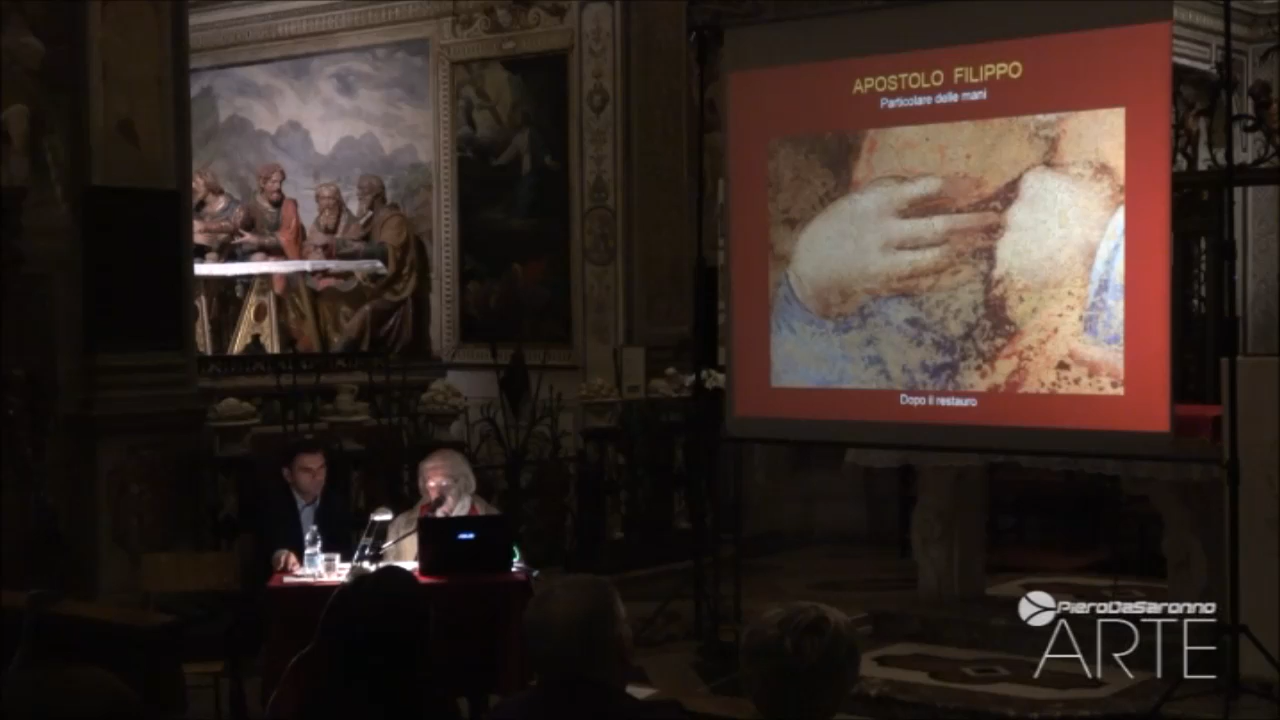 APOSTOLO FILIPPO
Particolare delle mani
Dopo il restauro
PieroDaSaronno
ARTE